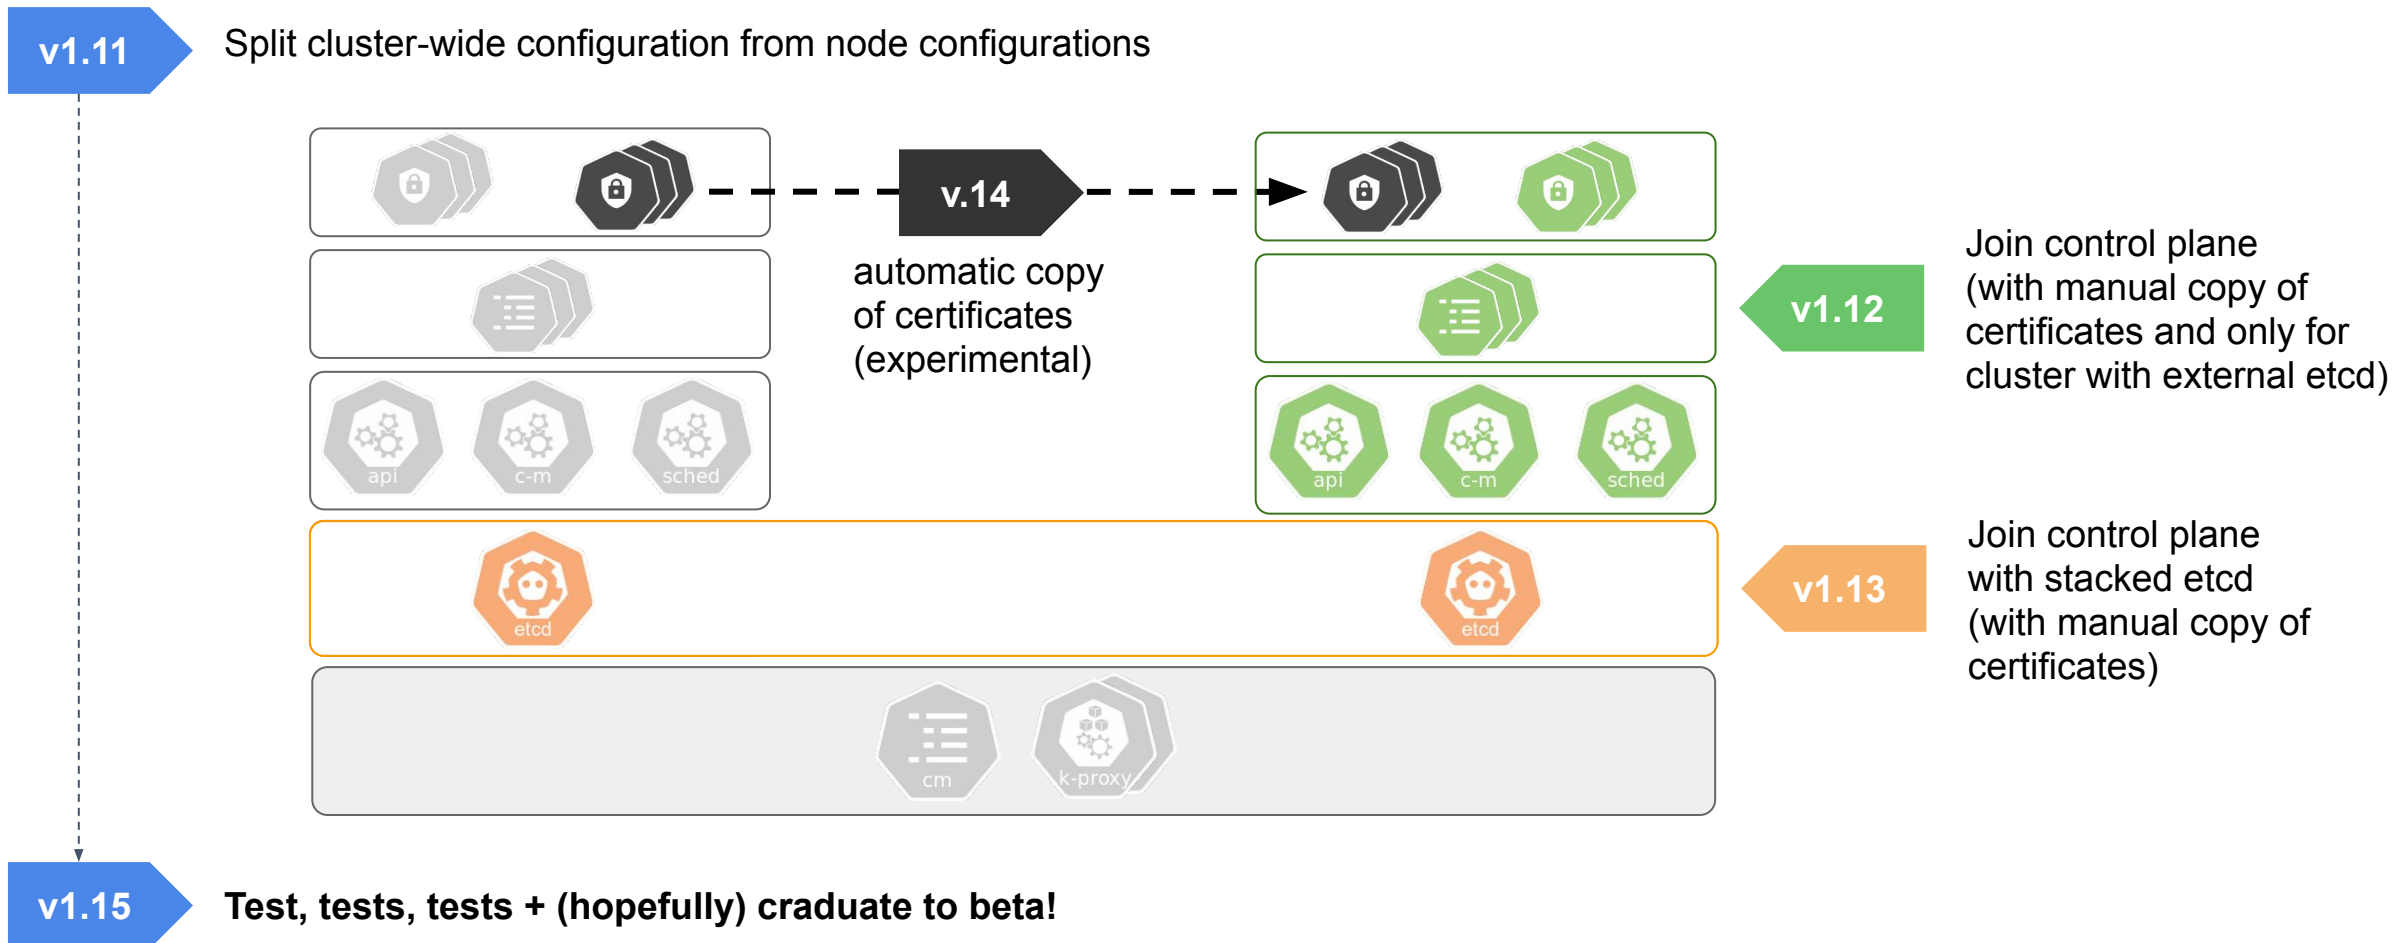 v1.11
Split cluster-wide configuration from node configurations
v.14
automatic copy
of certificates
(experimental)
v1.12
Join control plane
(with manual copy of
certificates and only for
cluster with external etcd)
api
c-m
sched
api
c-m
sched
etcd
etcd
v1.13
Join control plane
with stacked etcd
(with manual copy of
certificates)
cm
k-proxy
v1.15
Test, tests, tests + (hopefully) craduate to beta!